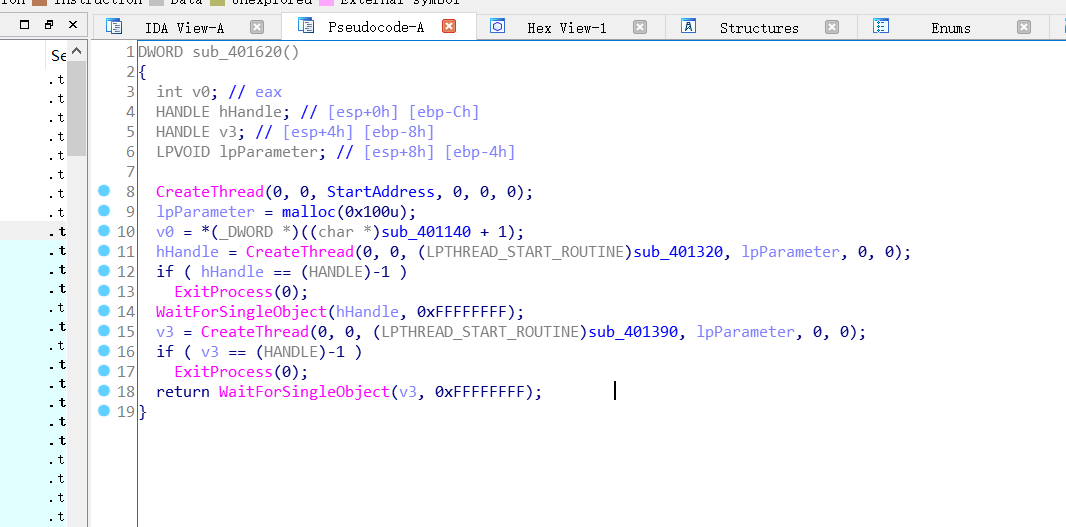 Instruction Data Unexplored External symbol
IDA View-A Pseudocode-A Hex View-1 Structures Enums
Se
1 DWORD sub_401620()
2 {
3 int v0; // eax
4 HANDLE hHandle; // [esp+0h] [ebp-Ch]
5 HANDLE v3; // [esp+4h] [ebp-8h]
6 LPVOID lpParameter; // [esp+8h] [ebp-4h]
7
8 CreateThread(0, 0, StartAddress, 0, 0, 0);
9 lpParameter = malloc(0x100u);
10 v0 = *(_DWORD *)((char *)sub_401140 + 1);
11 hHandle = CreateThread(0, 0, (LPTHREAD_START_ROUTINE)sub_401320, lpParameter, 0, 0);
12 if ( hHandle == (HANDLE)-1 )
13 ExitProcess(0);
14 WaitForSingleObject(hHandle, 0xFFFFFFFF);
15 v3 = CreateThread(0, 0, (LPTHREAD_START_ROUTINE)sub_401390, lpParameter, 0, 0);
16 if ( v3 == (HANDLE)-1 )
17 ExitProcess(0);
18 return WaitForSingleObject(v3, 0xFFFFFFFF);
19 }